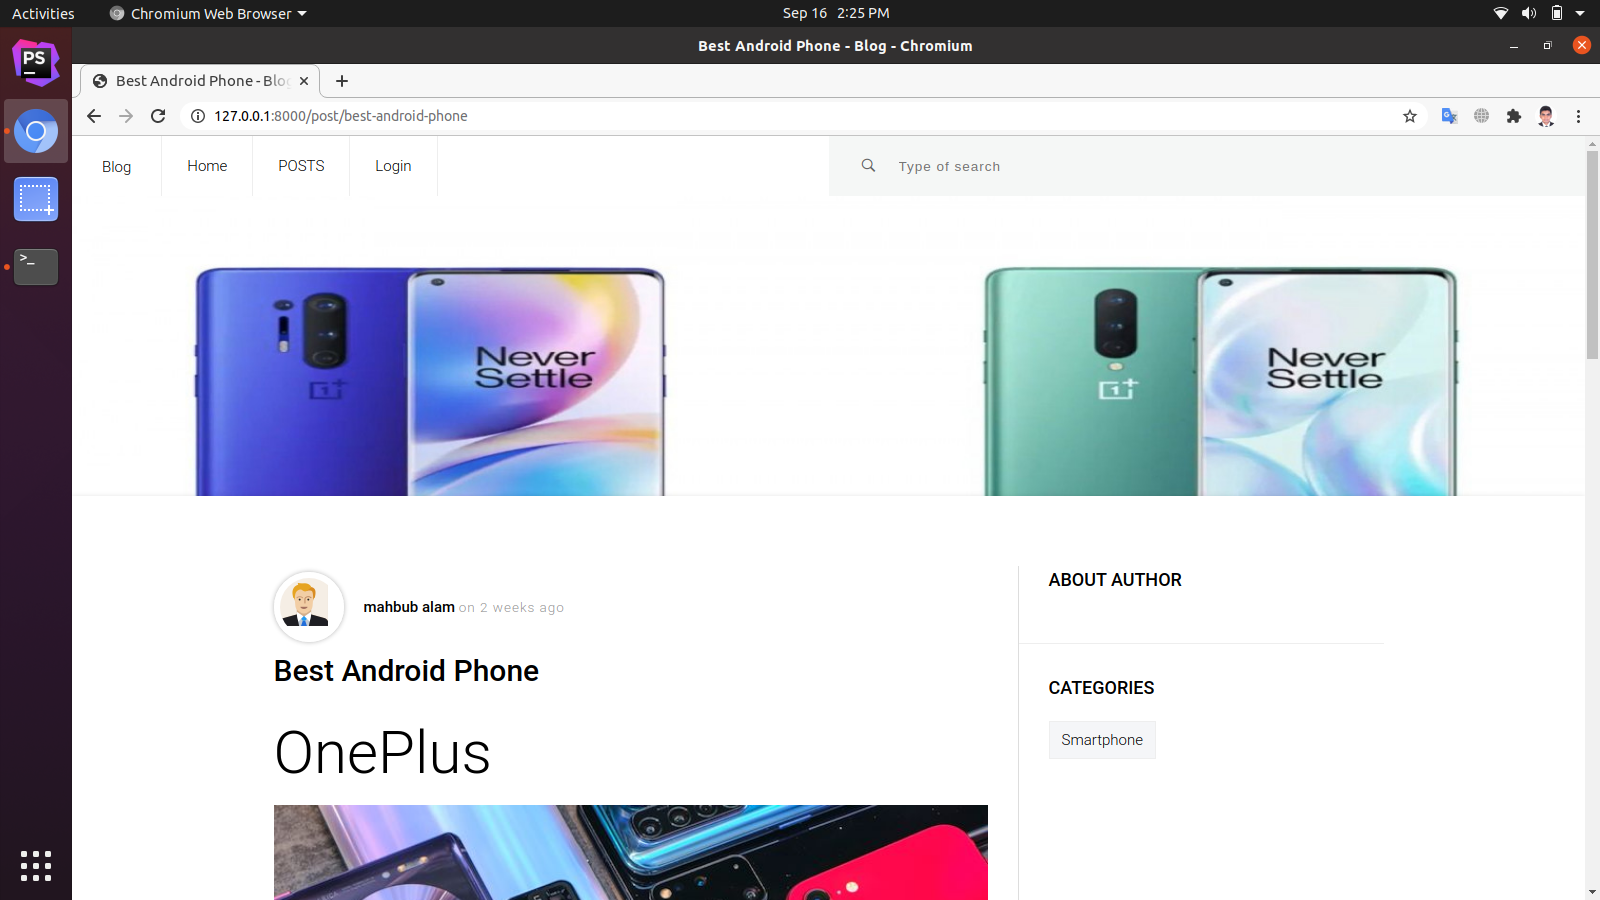 Activities
Chromium Web Browser
Sep 16 2:25 PM
Best Android Phone - Blog - Chromium
PS
Best Android Phone - Blog
127.0.0.1:8000/post/best-android-phone
Blog
Home
POSTS
Login
Type of search
>_
Never
Settle
Never
Settle
mahbub alam on 2 weeks ago
Best Android Phone
OnePlus
ABOUT AUTHOR
CATEGORIES
Smartphone